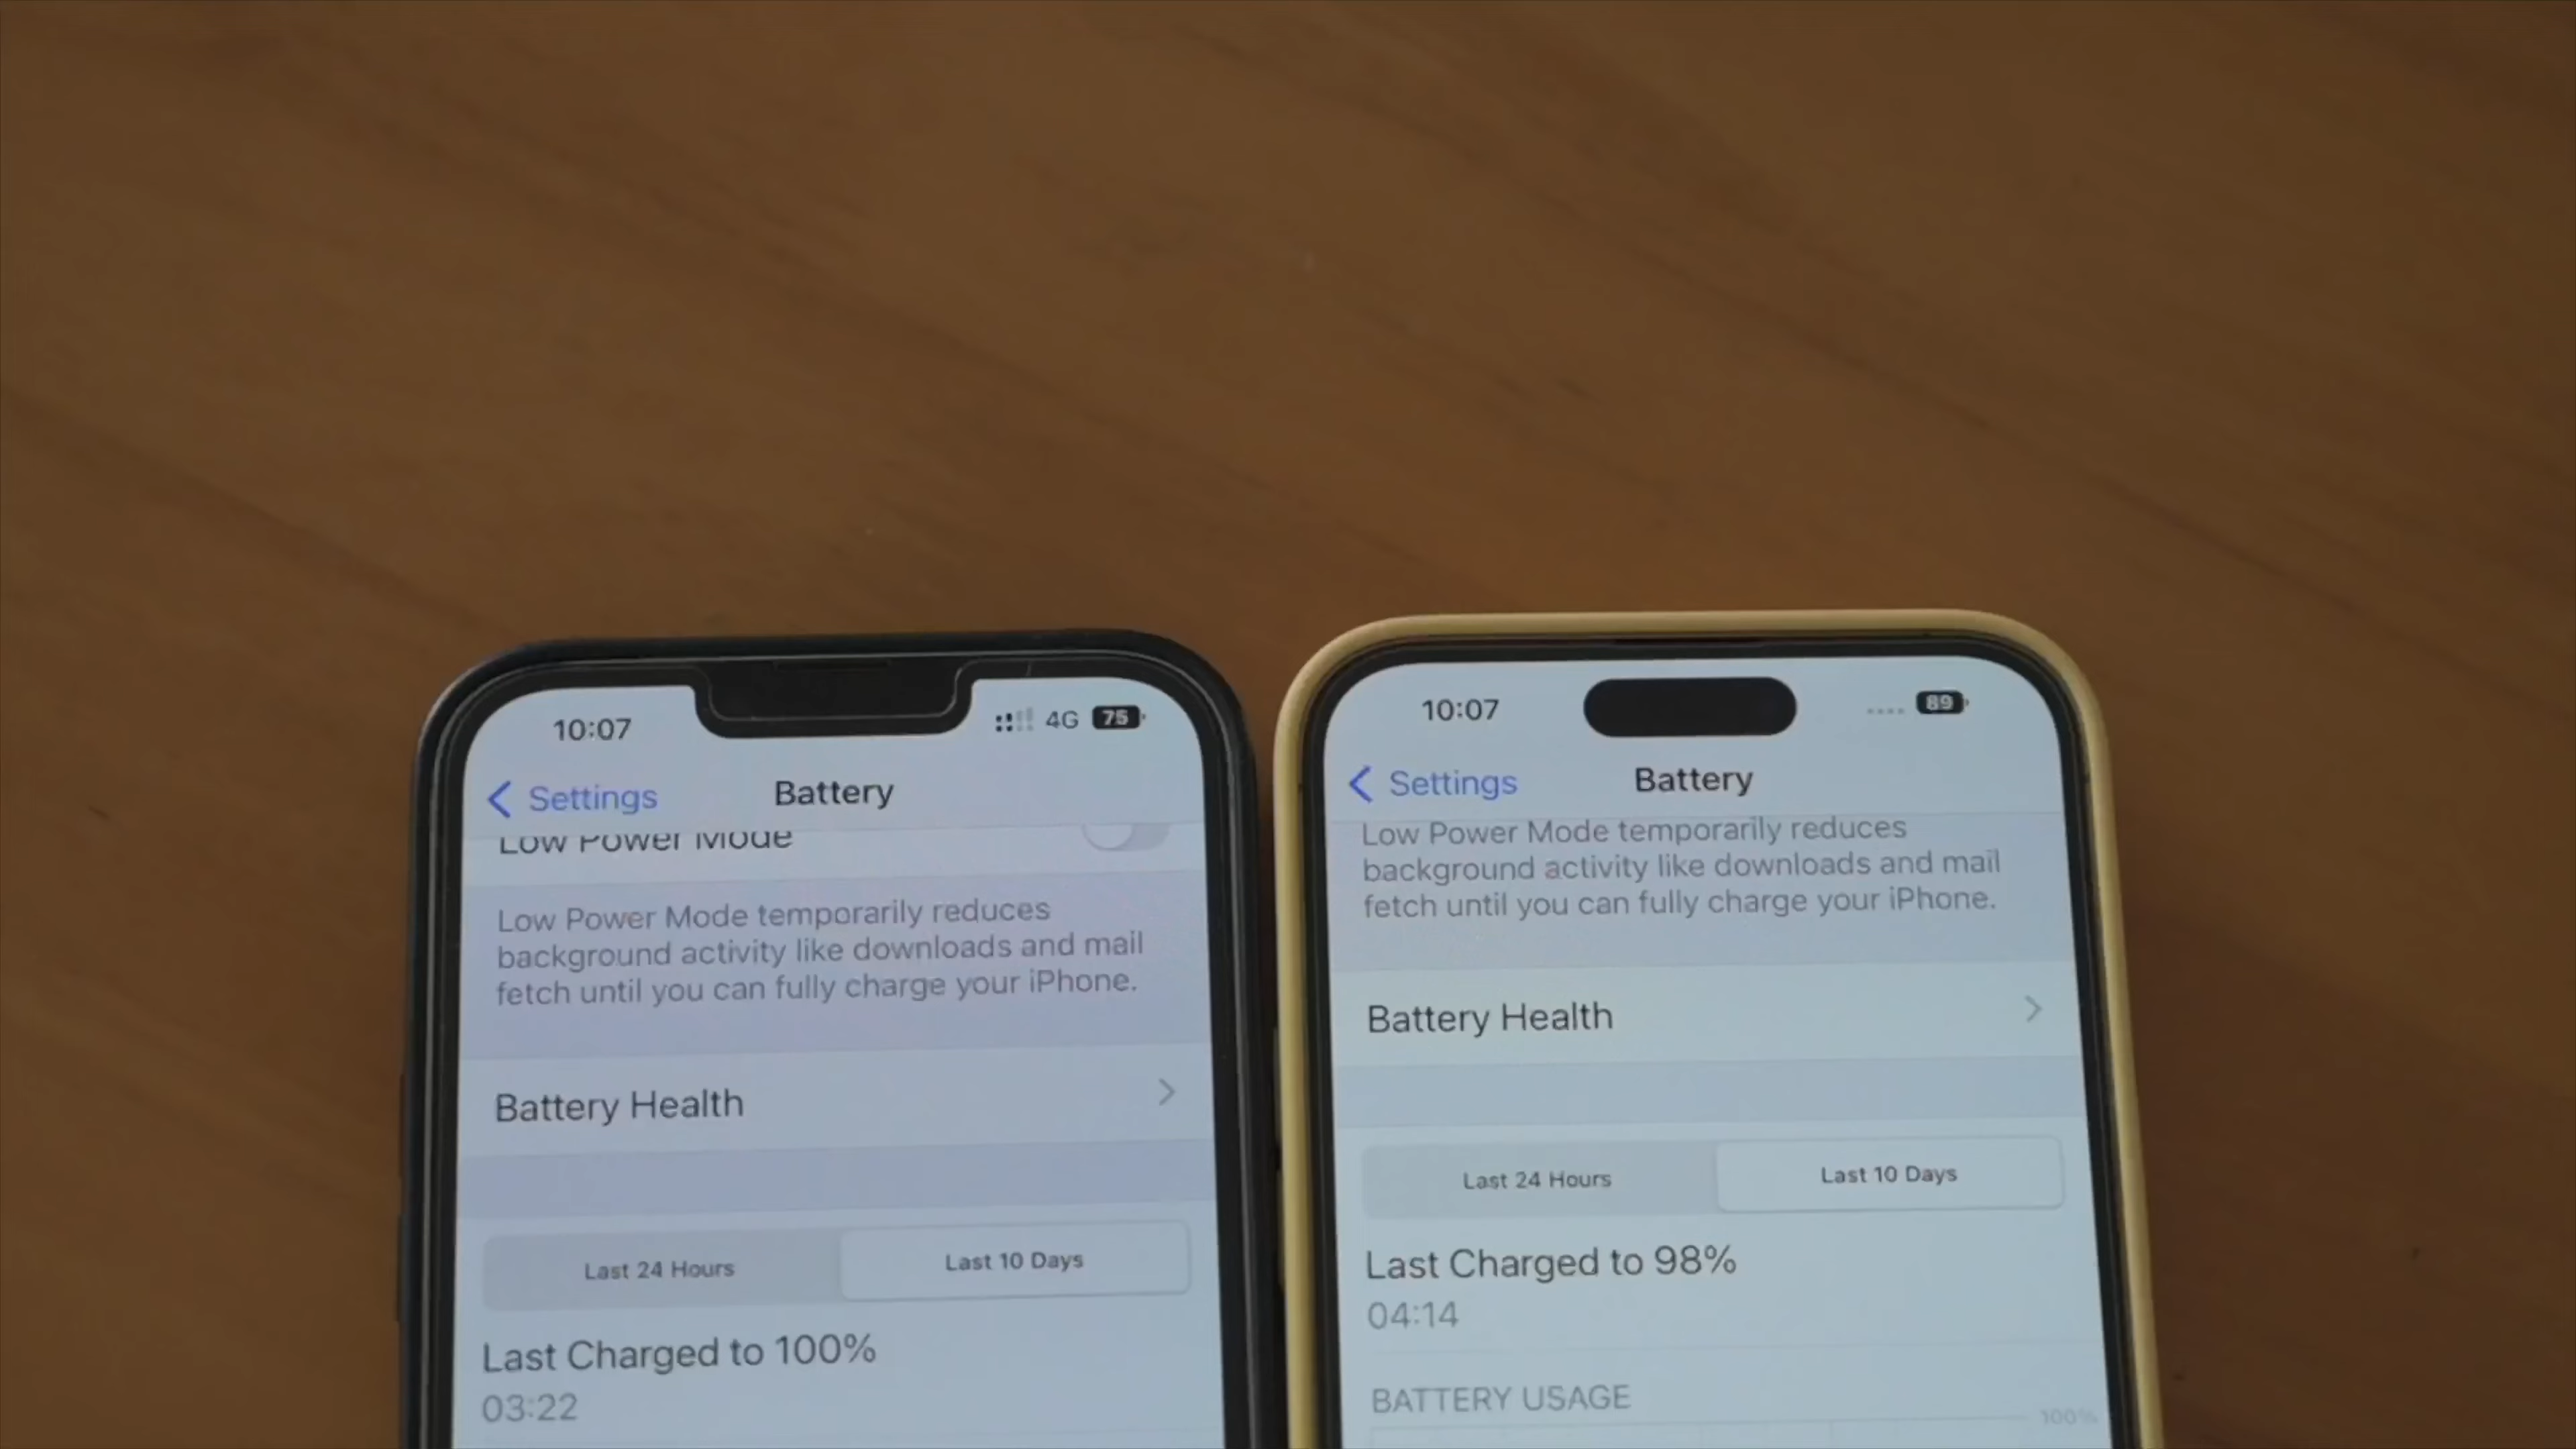 10:07
4G
75
Settings
Battery
Low Power Mode
Low Power Mode temporarily reduces
background activity like downloads and mail
fetch until you can fully charge your iPhone.
Battery Health
Last 24 Hours
Last 10 Days
Last Charged to 100%
03:22
10:07
89
Settings
Battery
Low Power Mode temporarily reduces
background activity like downloads and mail
fetch until you can fully charge your iPhone.
Battery Health
Last 24 Hours
Last 10 Days
Last Charged to 98%
04:14
BATTERY USAGE
100%